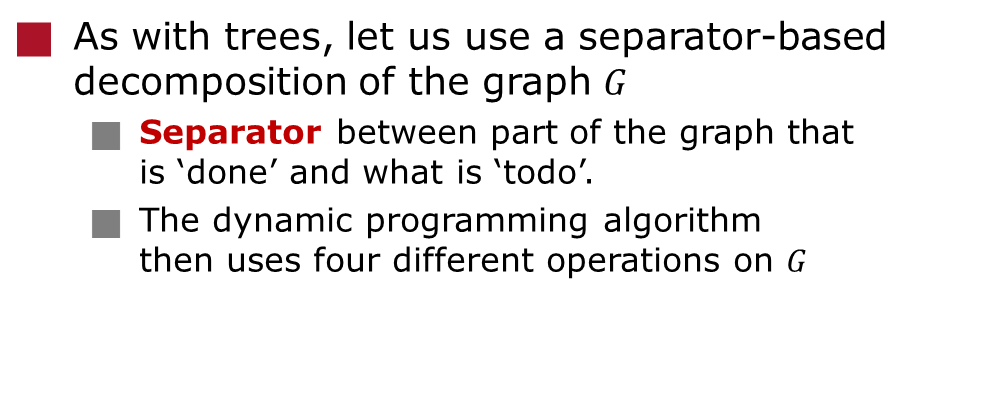 As with trees, let us use a separator-based
decomposition of the graph G
Separator between part of the graph that
is ‘done’ and what is ‘todo’.
The dynamic programming algorithm
then uses four different operations on G